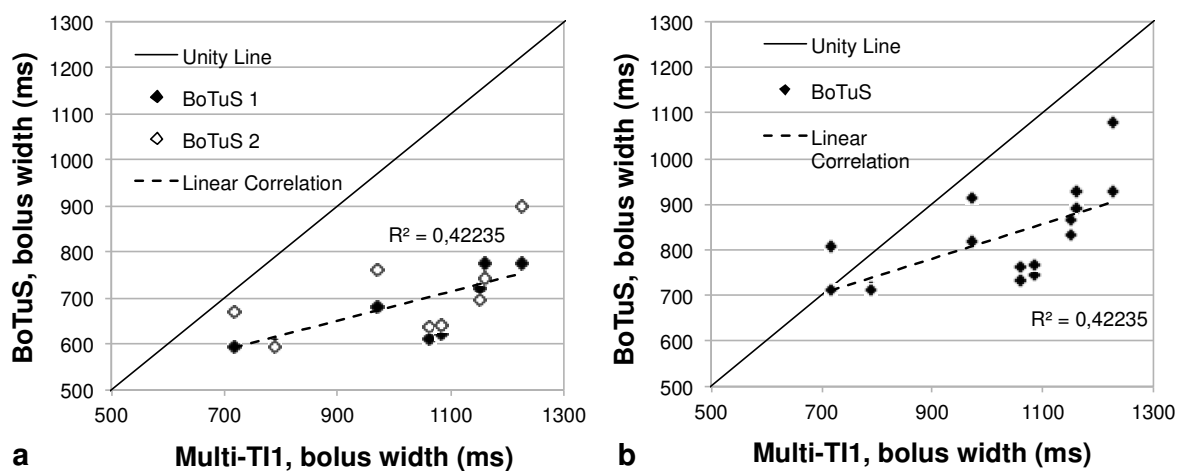 1300
1200
1100
1000
900
800
700
600
500
BoTuS, bolus width (ms)
Unity Line
BoTuS 1
BoTuS 2
Linear Correlation
R² = 0,42235
500
700
900
1100
1300
a
Multi-TI1, bolus width (ms)
1300
1200
1100
1000
900
800
700
600
500
BoTuS, bolus width (ms)
Unity Line
BoTuS
Linear
Correlation
R² = 0,42235
500
700
900
1100
1300
b
Multi-TI1, bolus width (ms)